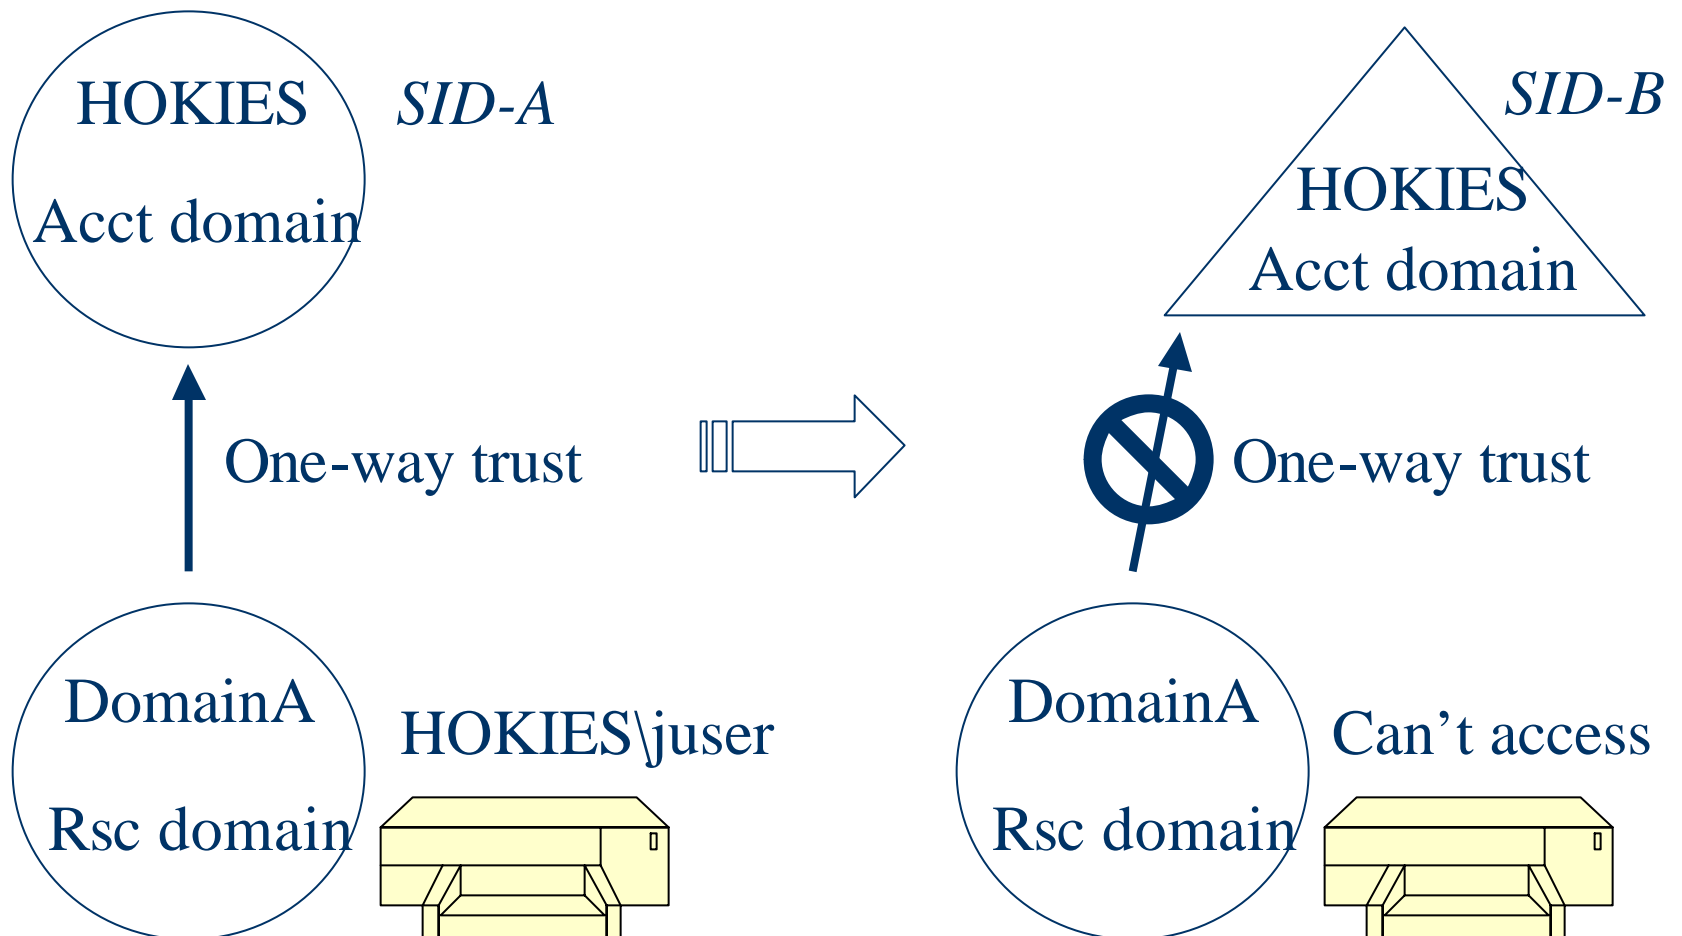 HOKIES
Acct domain
SID-A
One-way trust
DomainA
Rsc domain
HOKIES\juser
SID-B
HOKIES
Acct domain
One-way trust
DomainA
Rsc domain
Can’t access